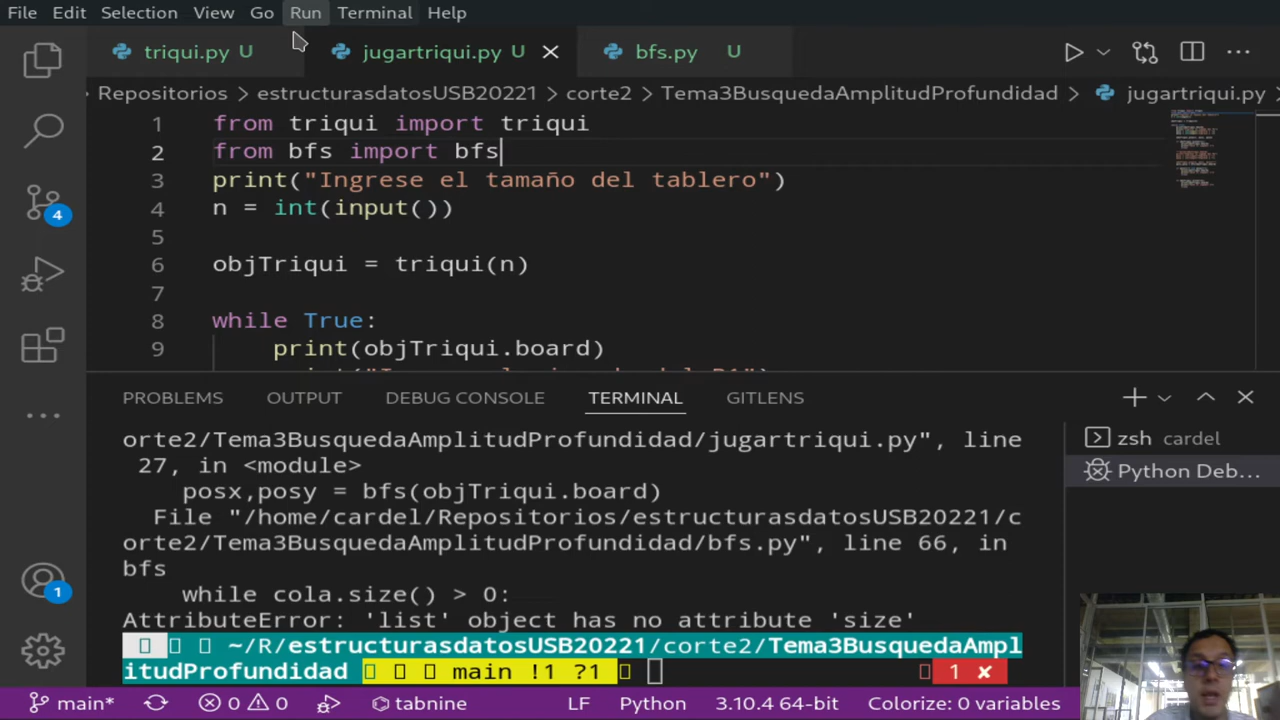 File Edit Selection View Go Run Terminal Help
triqui.py U jugartriqui.py U bfs.py U
Repositorios > estructurasdatosUSB20221 > corte2 > Tema3BusquedaAmplitudProfundidad > jugartriqui.py >
1 from triqui import triqui
2 from bfs import bfs
3 print("Ingrese el tamaño del tablero")
4 n = int(input())
5
6 objTriqui = triqui(n)
7
8 while True:
9 print(objTriqui.board)
PROBLEMS OUTPUT DEBUG CONSOLE TERMINAL GITLENS
orte2/Tema3BusquedaAmplitudProfundidad/jugartriqui.py", line
27, in <module>
posx,posy = bfs(objTriqui.board)
File "/home/cardel/Repositorios/estructurasdatosUSB20221/c
orte2/Tema3BusquedaAmplitudProfundidad/bfs.py", line 66, in
bfs
while cola.size() > 0:
AttributeError: 'list' object has no attribute 'size'
~/R/estructurasdatosUSB20221/corte2/Tema3BusquedaAmpl
itudProfundidad main !1 ?1 1 ✘
zsh cardel
Python Deb...
4
1
main* 0 0 tabnine LF Python 3.10.4 64-bit Colorize: 0 variables